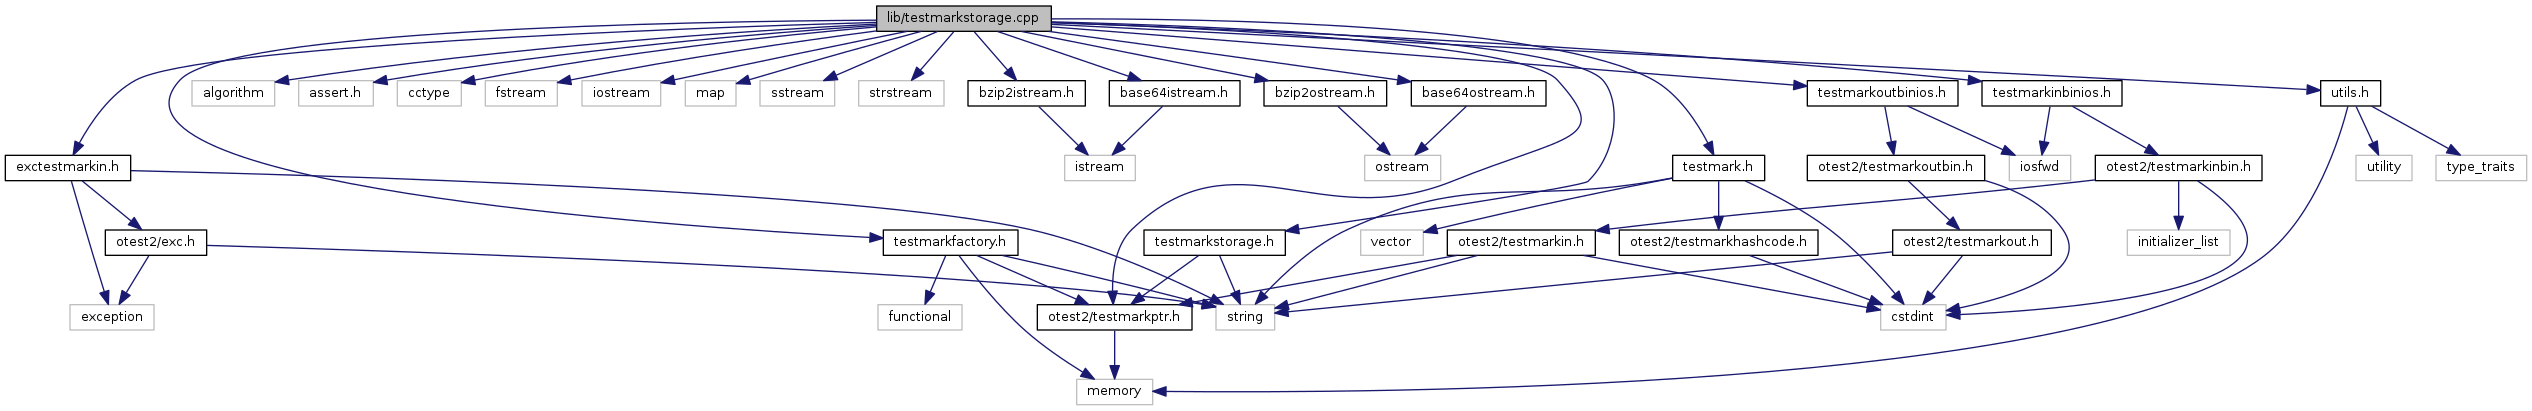 lib/testmarkstorage.cpp
algorithm
assert.h
cctype
fstream
iostream
map
sstream
strstream
bzip2istream.h
base64istream.h
bzip2ostream.h
base64ostream.h
testmarkoutbinios.h
testmarkinbinios.h
utils.h
exctestmarkin.h
istream
ostream
testmark.h
otest2/testmarkoutbin.h
iosfwd
otest2/testmarkinbin.h
utility
type_traits
otest2/exc.h
testmarkfactory.h
testmarkstorage.h
vector
otest2/testmarkin.h
otest2/testmarkhashcode.h
otest2/testmarkout.h
initializer_list
exception
functional
otest2/testmarkptr.h
string
cstdint
memory